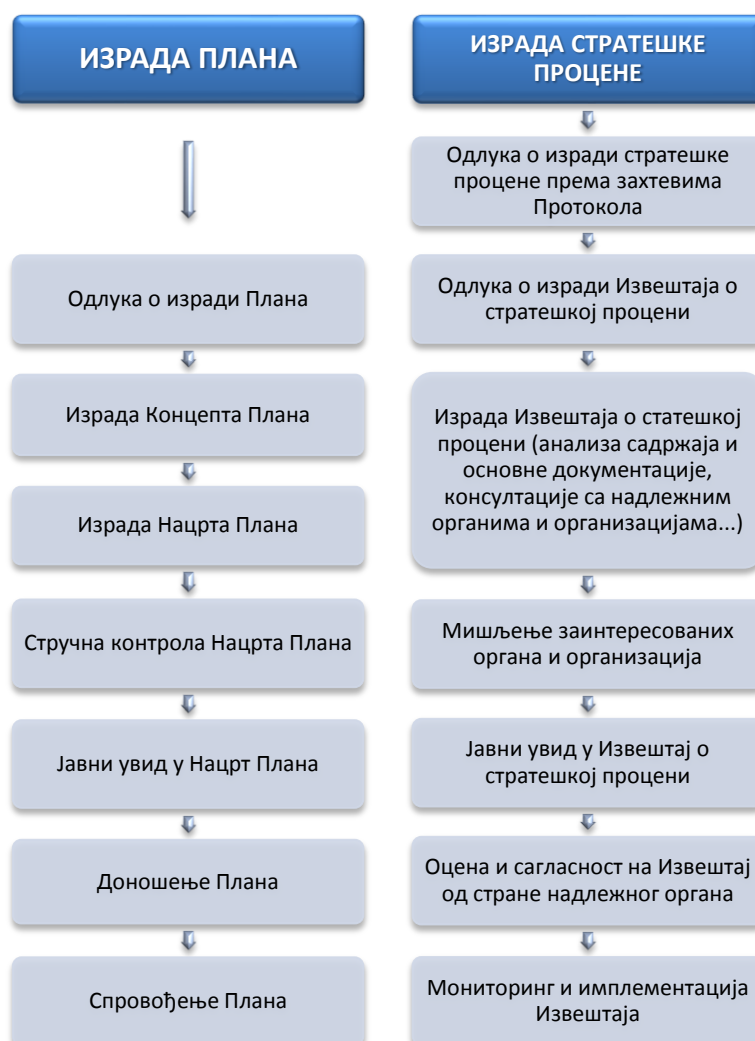 ИЗРАДА ПЛАНА
Одлука о изради Плана
Израда Концепта Плана
Израда Нацрта Плана
Стручна контрола Нацрта Плана
Јавни увид у Нацрт Плана
Доношење Плана
Спровођење Плана
ИЗРАДА СТРАТЕШКЕ
ПРОЦЕНЕ
Одлука о изради стратешке
процене према захтевима
Протокола
Одлука о изради Извештаја о
стратешкој процени
Израда Извештаја о статешкој
процени (анализа садржаја и
основне документације,
консултације са надлежним
органима и организацијама...)
Мишљење заинтересованих
органа и организација
Јавни увид у Извештај о
стратешкој процени
Оцена и сагласност на Извештај
од стране надлежног органа
Мониторинг и имплементација
Извештаја